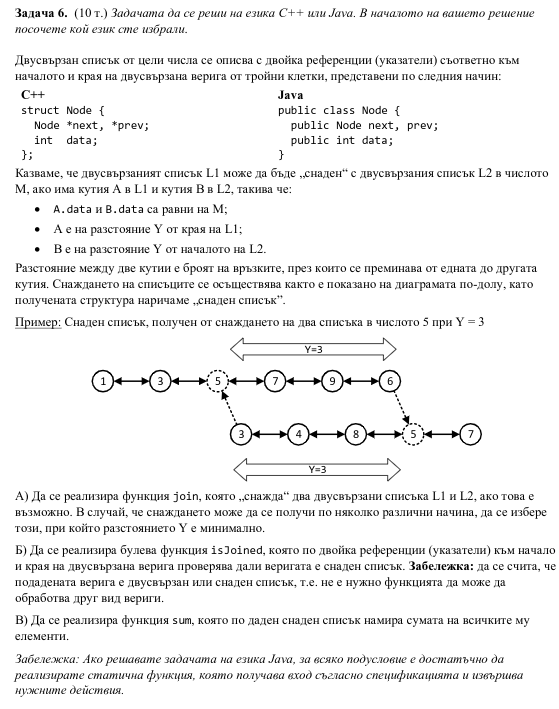 Задача 6. (10 т.) Задачата да се реши на езика C++ или Java. В началото на вашето решение
посочете кой език сте избрали.
Двусвързан списък от цели числа се описва с двойка референции (указатели) съответно към
началото и края на двусвързана верига от тройни клетки, представени по следния начин:
C++ Java
struct Node { public class Node {
Node *next, *prev; public Node next, prev;
int data; public int data;
}; }
Казваме, че двусвързаният списък L1 може да бъде „снаден“ с двусвързания списък L2 в числото
M, ако има кутия A в L1 и кутия B в L2, такива че:
• A.data и B.data са равни на M;
• A е на разстояние Y от края на L1;
• B е на разстояние Y от началото на L2.
Разстояние между две кутии е броят на връзките, през които се преминава от едната до другата
кутия. Снаждането на списъците се осъществява както е показано на диаграмата по-долу, като
получената структура наричаме „снаден списък”.
Пример: Снаден списък, получен от снаждането на два списъка в числото 5 при Y = 3
Y=3
1 3 5 7 9 6
3 4 8 5 7
Y=3
А) Да се реализира функция join, която „снажда“ два двусвързани списъка L1 и L2, ако това е
възможно. В случай, че снаждането може да се получи по няколко различни начина, да се избере
този, при който разстоянието Y е минимално.
Б) Да се реализира булева функция isJoined, която по двойка референции (указатели) към начало
и края на двусвързана верига проверява дали веригата е снаден списък. Забележка: да се счита, че
подадената верига е двусвързан или снаден списък, т.е. не е нужно функцията да може да
обработва друг вид вериги.
В) Да се реализира функция sum, която по даден снаден списък намира сумата на всичките му
елементи.
Забележка: Ако решавате задачата на езика Java, за всяко подусловие е достатъчно да
реализирате статична функция, която получава вход съгласно спецификацията и извършва
нужните действия.